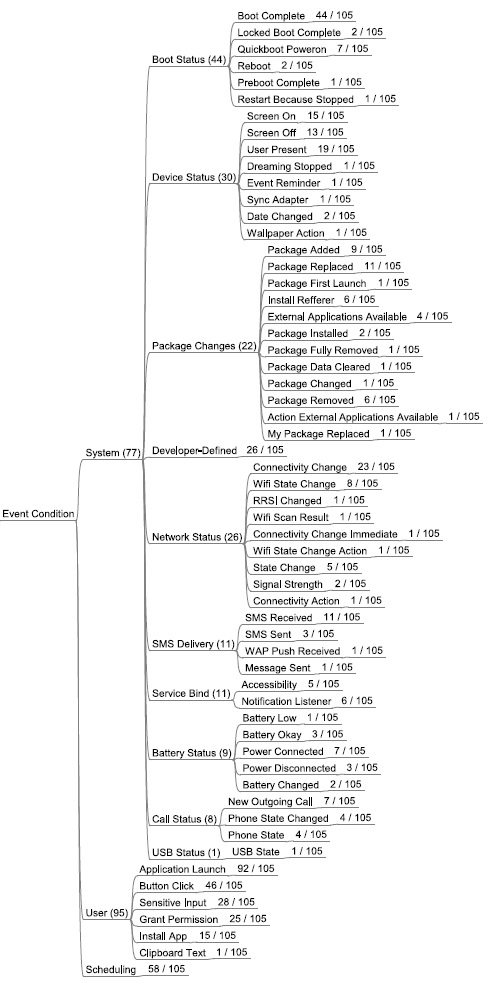 Boot Complete 44 / 105
Locked Boot Complete 2 / 105
Quickboot Poweron 7 / 105
Boot Status (44)
Reboot 2 / 105
Preboot Complete 1 / 105
Restart Because Stopped 1 / 105
Screen On 15 / 105
Screen Off 13 / 105
User Present 19 / 105
Dreaming Stopped 1 / 105
Device Status (30)
Event Reminder 1 / 105
Sync Adapter 1 / 105
Date Changed 2 / 105
Wallpaper Action 1 / 105
Package Added 9 / 105
Package Replaced 11 / 105
Package First Launch 1 / 105
Install Refferer 6 / 105
External Applications Available 4 / 105
Package Installed 2 / 105
Package Changes (22)
Package Fully Removed 1 / 105
Package Data Cleared 1 / 105
Package Changed 1 / 105
Package Removed 6 / 105
Action External Applications Available 1 / 105
My Package Replaced 1 / 105
System (77)
Developer-Defined 26 / 105
Connectivity Change 23 / 105
Wifi State Change 8 / 105
RRSI Changed 1 / 105
Event Condition
Wifi Scan Result 1 / 105
Network Status (26)
Connectivity Change Immediate 1 / 105
Wifi State Change Action 1 / 105
State Change 5 / 105
Signal Strength 2 / 105
Connectivity Action 1 / 105
SMS Received 11 / 105
SMS Sent 3 / 105
SMS Delivery (11)
WAP Push Received 1 / 105
Message Sent 1 / 105
Accessibility 5 / 105
Service Bind (11)
Notification Listener 6 / 105
Battery Low 1 / 105
Battery Okay 3 / 105
Battery Status (9)
Power Connected 7 / 105
Power Disconnected 3 / 105
Battery Changed 2 / 105
New Outgoing Call 7 / 105
Call Status (8)
Phone State Changed 4 / 105
Phone State 4 / 105
USB Status (1) USB State 1 / 105
Application Launch 92 / 105
Button Click 46 / 105
Sensitive Input 28 / 105
User (95)
Grant Permission 25 / 105
Install App 15 / 105
Clipboard Text 1 / 105
Scheduling 58 / 105